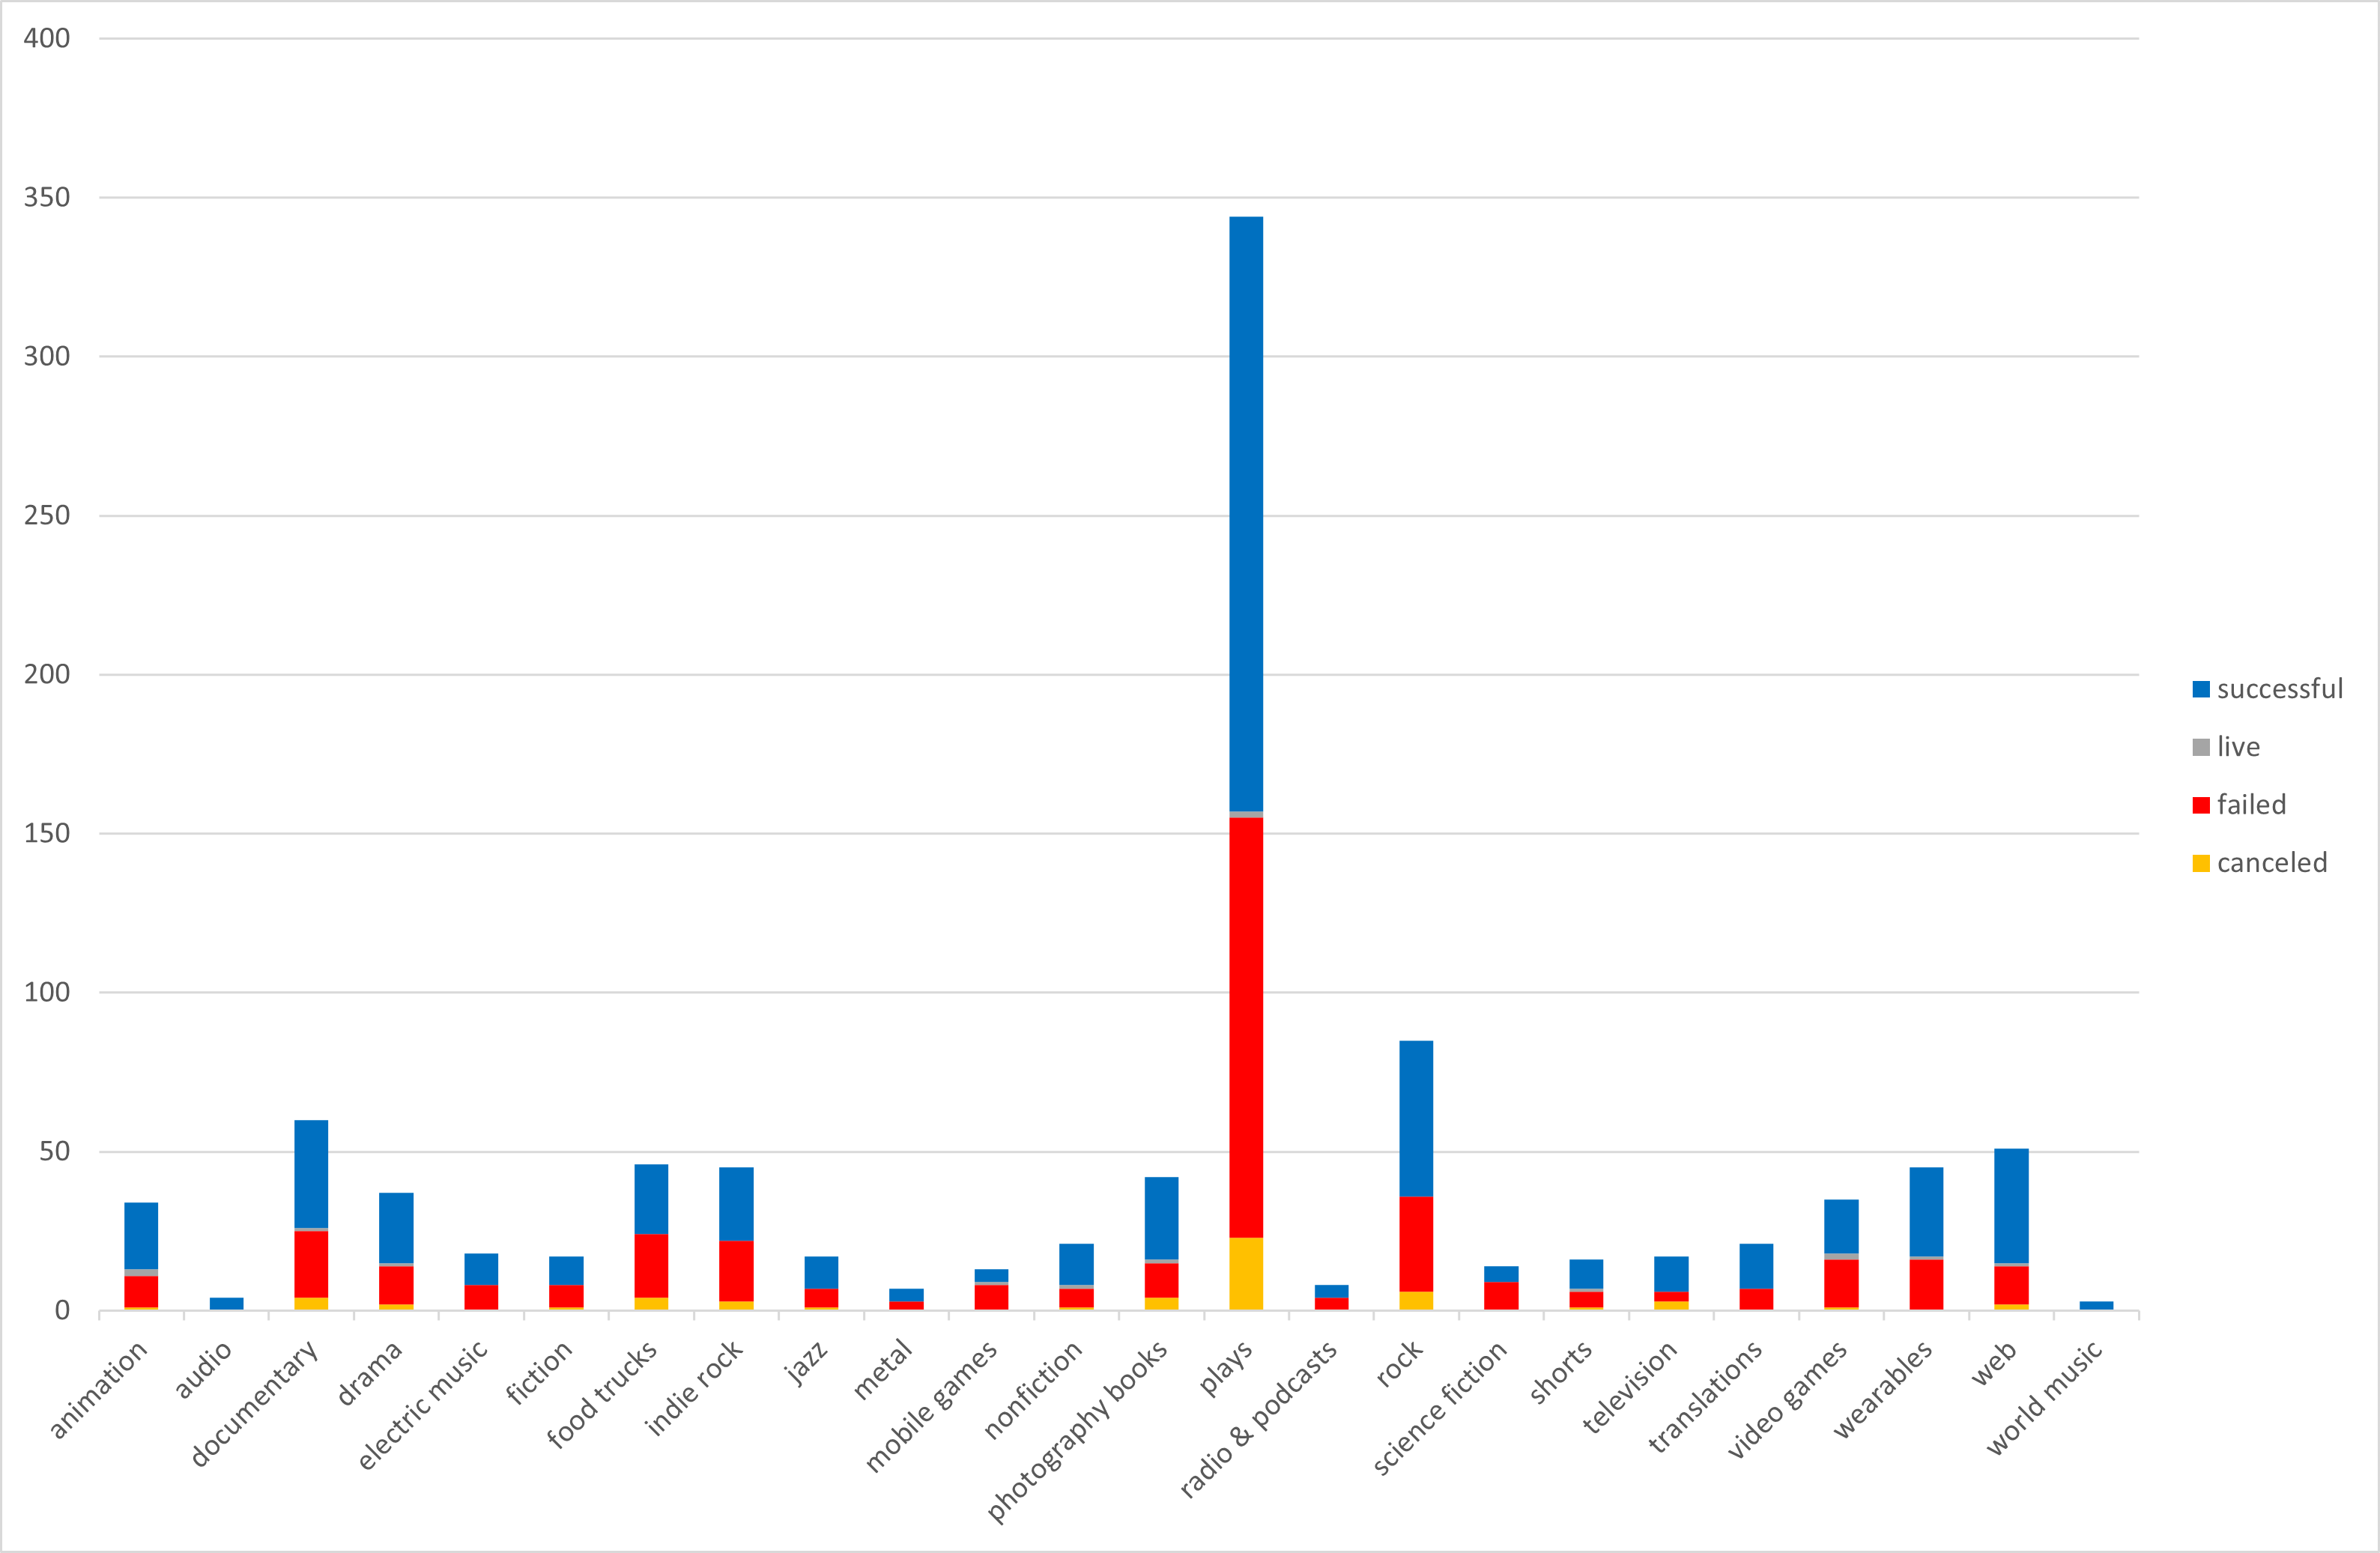 400
350
300
250
200
150
100
50
0
animation
audio
documentary
drama
electric music
fiction
food trucks
indie rock
jazz
metal
mobile games
nonfiction
photography books
plays
radio & podcasts
rock
science fiction
shorts
television
translations
video games
wearables
web
world music
successful
live
failed
canceled